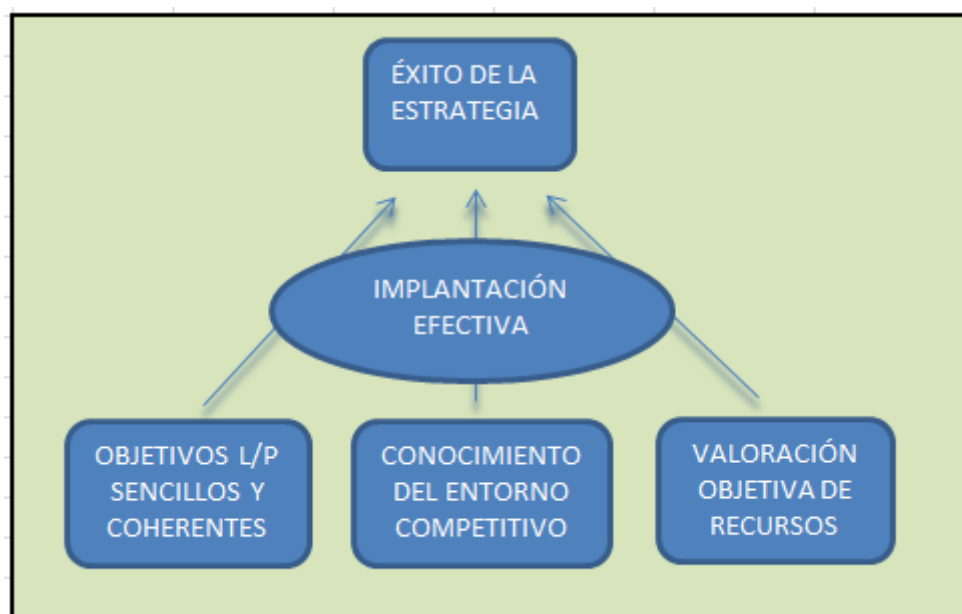 ÉXITO DE LA
ESTRATEGIA
IMPLANTACIÓN
EFECTIVA
OBJETIVOS L/P
SENCILLOS Y
COHERENTES
CONOCIMIENTO
DEL ENTORNO
COMPETITIVO
VALORACIÓN
OBJETIVA DE
RECURSOS